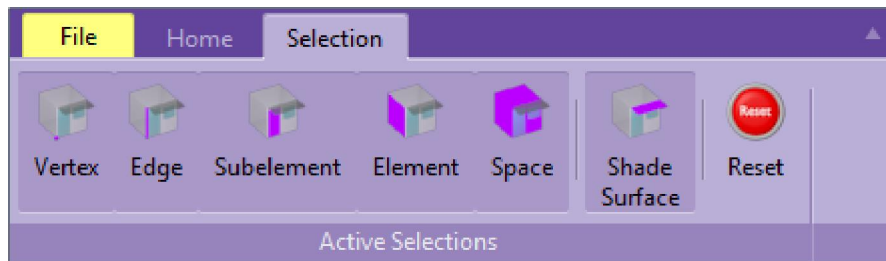 File Home Selection
Vertex Edge Subelement Element Space Shade Surface Reset Reset
Active Selections